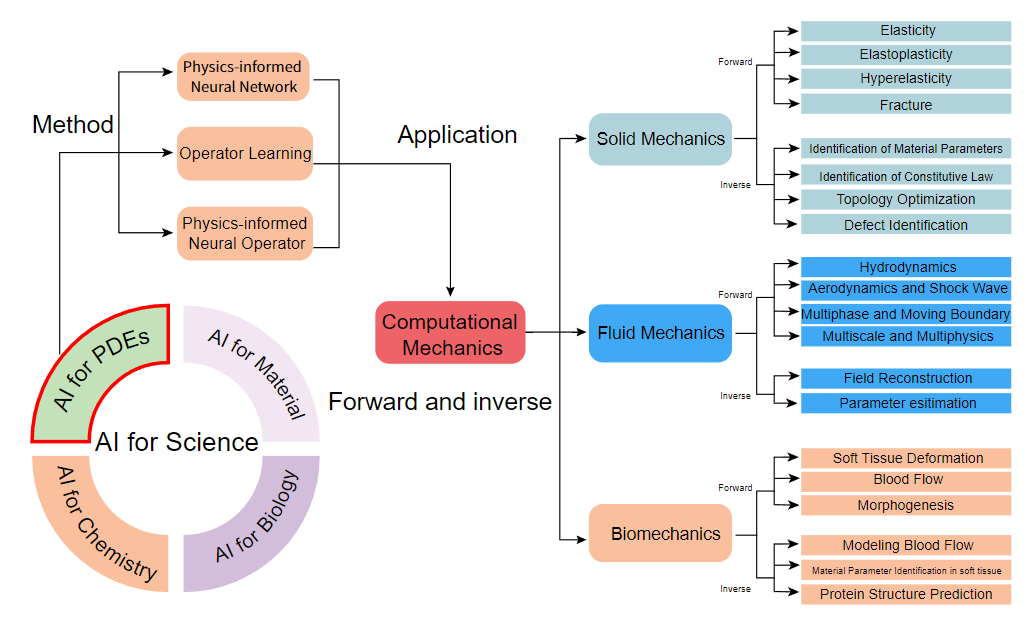 Method
Physics-informed
Neural Network
Operator Learning
Physics-informed
Neural Operator
AI for PDEs
AI for Material
AI for Science
AI for Chemistry
AI for Biology
Application
Computational
Mechanics
Forward and inverse
Solid Mechanics
Forward
Elasticity
Elastoplasticity
Hyperelasticity
Fracture
Inverse
Identification of Material Parameters
Identification of Constitutive Law
Topology Optimization
Defect Identification
Fluid Mechanics
Forward
Hydrodynamics
Aerodynamics and Shock Wave
Multiphase and Moving Boundary
Multiscale and Multiphysics
Inverse
Field Reconstruction
Parameter esitimation
Biomechanics
Forward
Soft Tissue Deformation
Blood Flow
Morphogenesis
Inverse
Modeling Blood Flow
Material Parameter Identification in soft tissue
Protein Structure Prediction